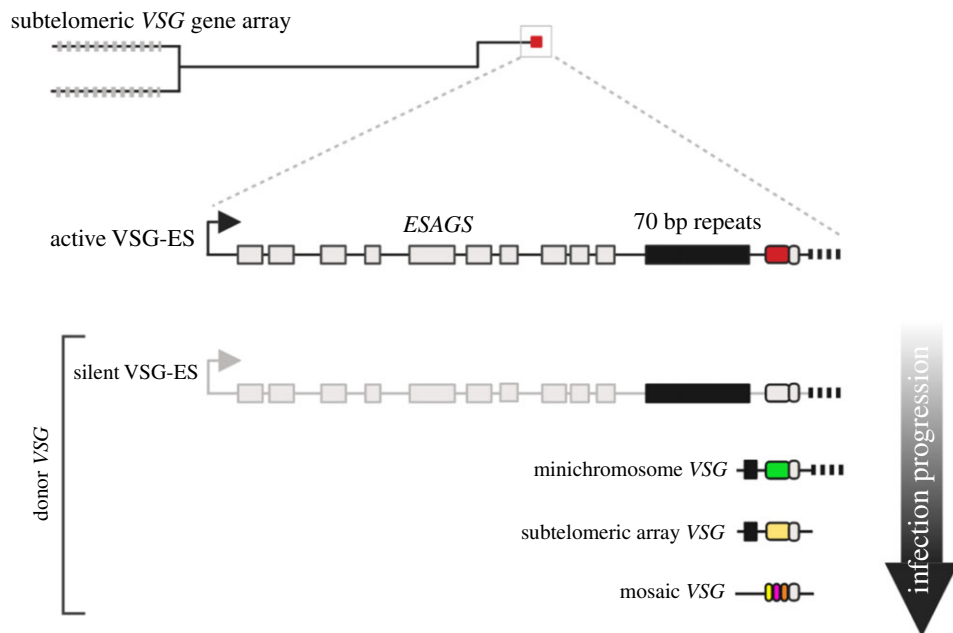 subtelomeric VSG gene array
ESAGS
70 bp repeats
active VSG-ES
silent VSG-ES
donor VSG
minichromosome VSG
subtelomeric array VSG
mosaic VSG
infection progression